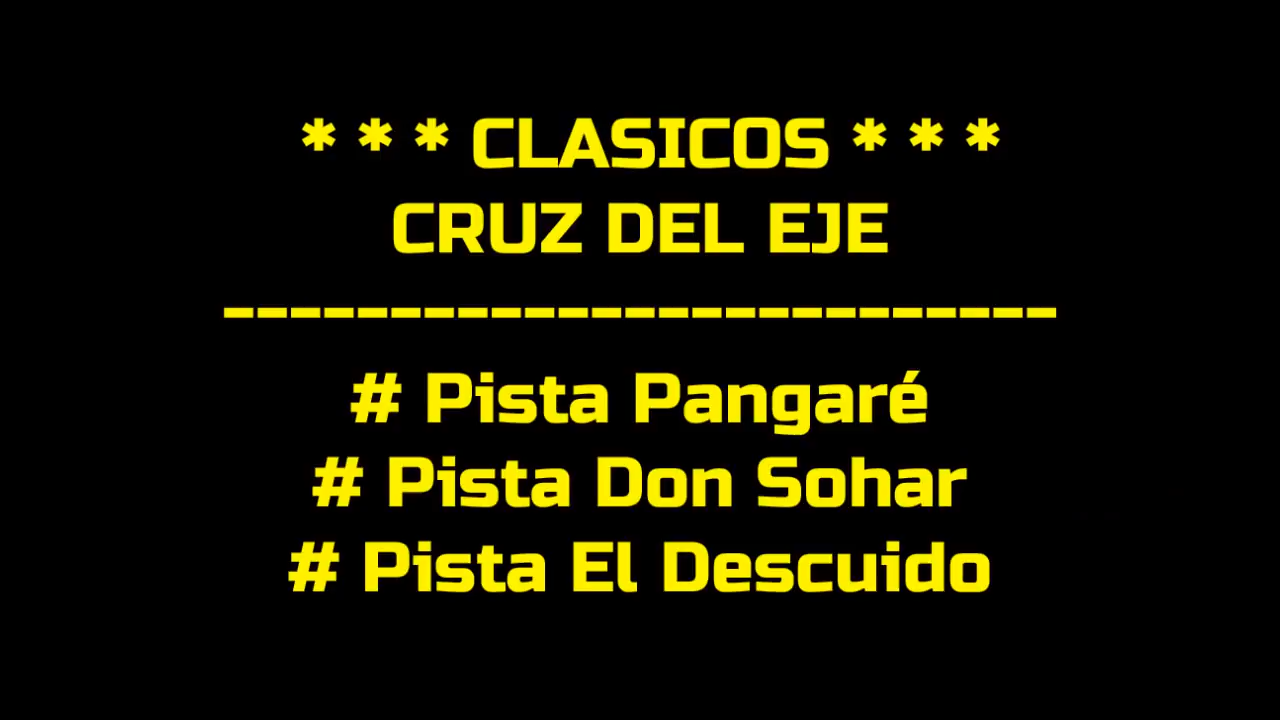 * * * CLASICOS * * *
CRUZ DEL EJE
-------------------------
# Pista Pangaré
# Pista Don Sohar
# Pista El Descuido